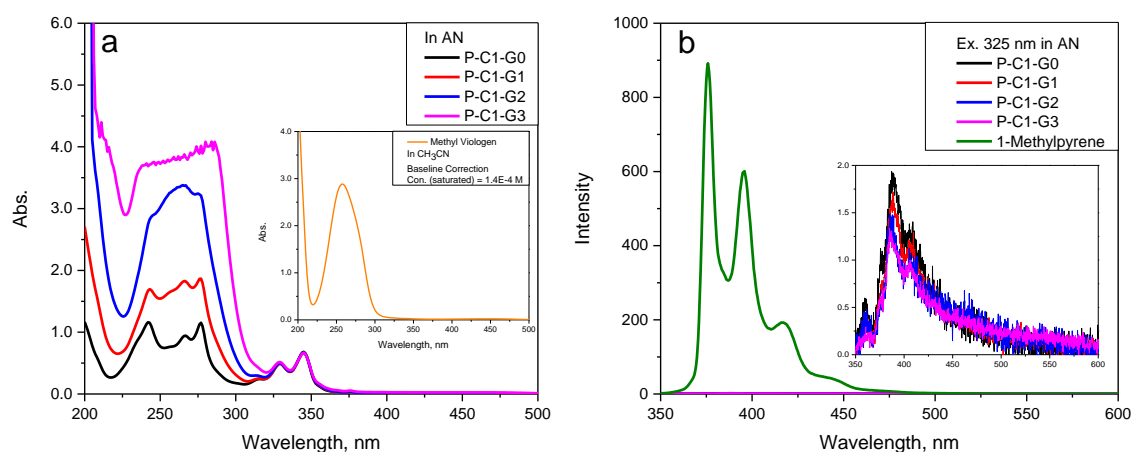 a
In AN
P-C1-G0
P-C1-G1
P-C1-G2
P-C1-G3
6.0
5.0
4.0
3.0
2.0
1.0
0.0
Abs.
200 250 300 350 400 450 500
Wavelength, nm
Methyl Viologen
In CH₃CN
Baseline Correction
Con. (saturated) = 1.4E-4 M
4.0
3.0
2.0
1.0
0.0
Abs.
200 250 300 350 400 450 500
Wavelength, nm
b
Ex. 325 nm in AN
P-C1-G0
P-C1-G1
P-C1-G2
P-C1-G3
1-Methylpyrene
1000
800
600
400
200
0
Intensity
350 400 450 500 550 600
Wavelength, nm
2.0
1.5
1.0
0.5
0.0
350 400 450 500 550 600